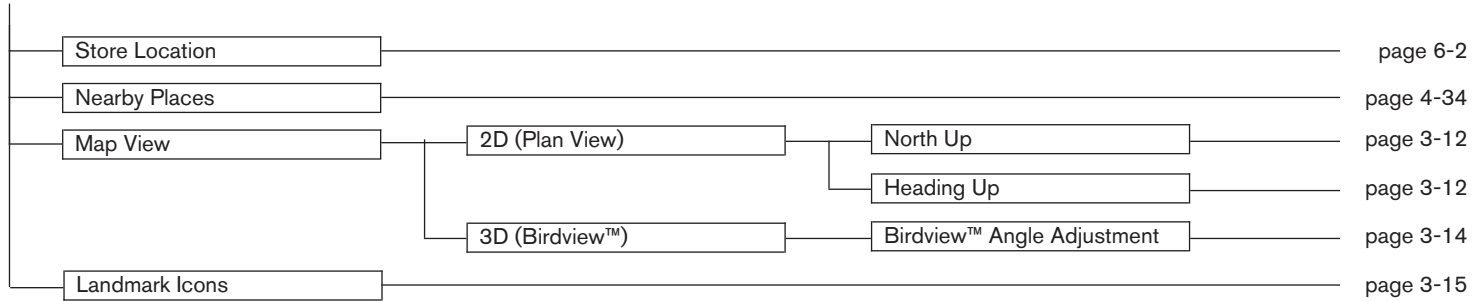 Store Location page 6-2
Nearby Places page 4-34
Map View 2D (Plan View) North Up page 3-12
Heading Up page 3-12
3D (Birdview™) Birdview™ Angle Adjustment page 3-14
Landmark Icons page 3-15